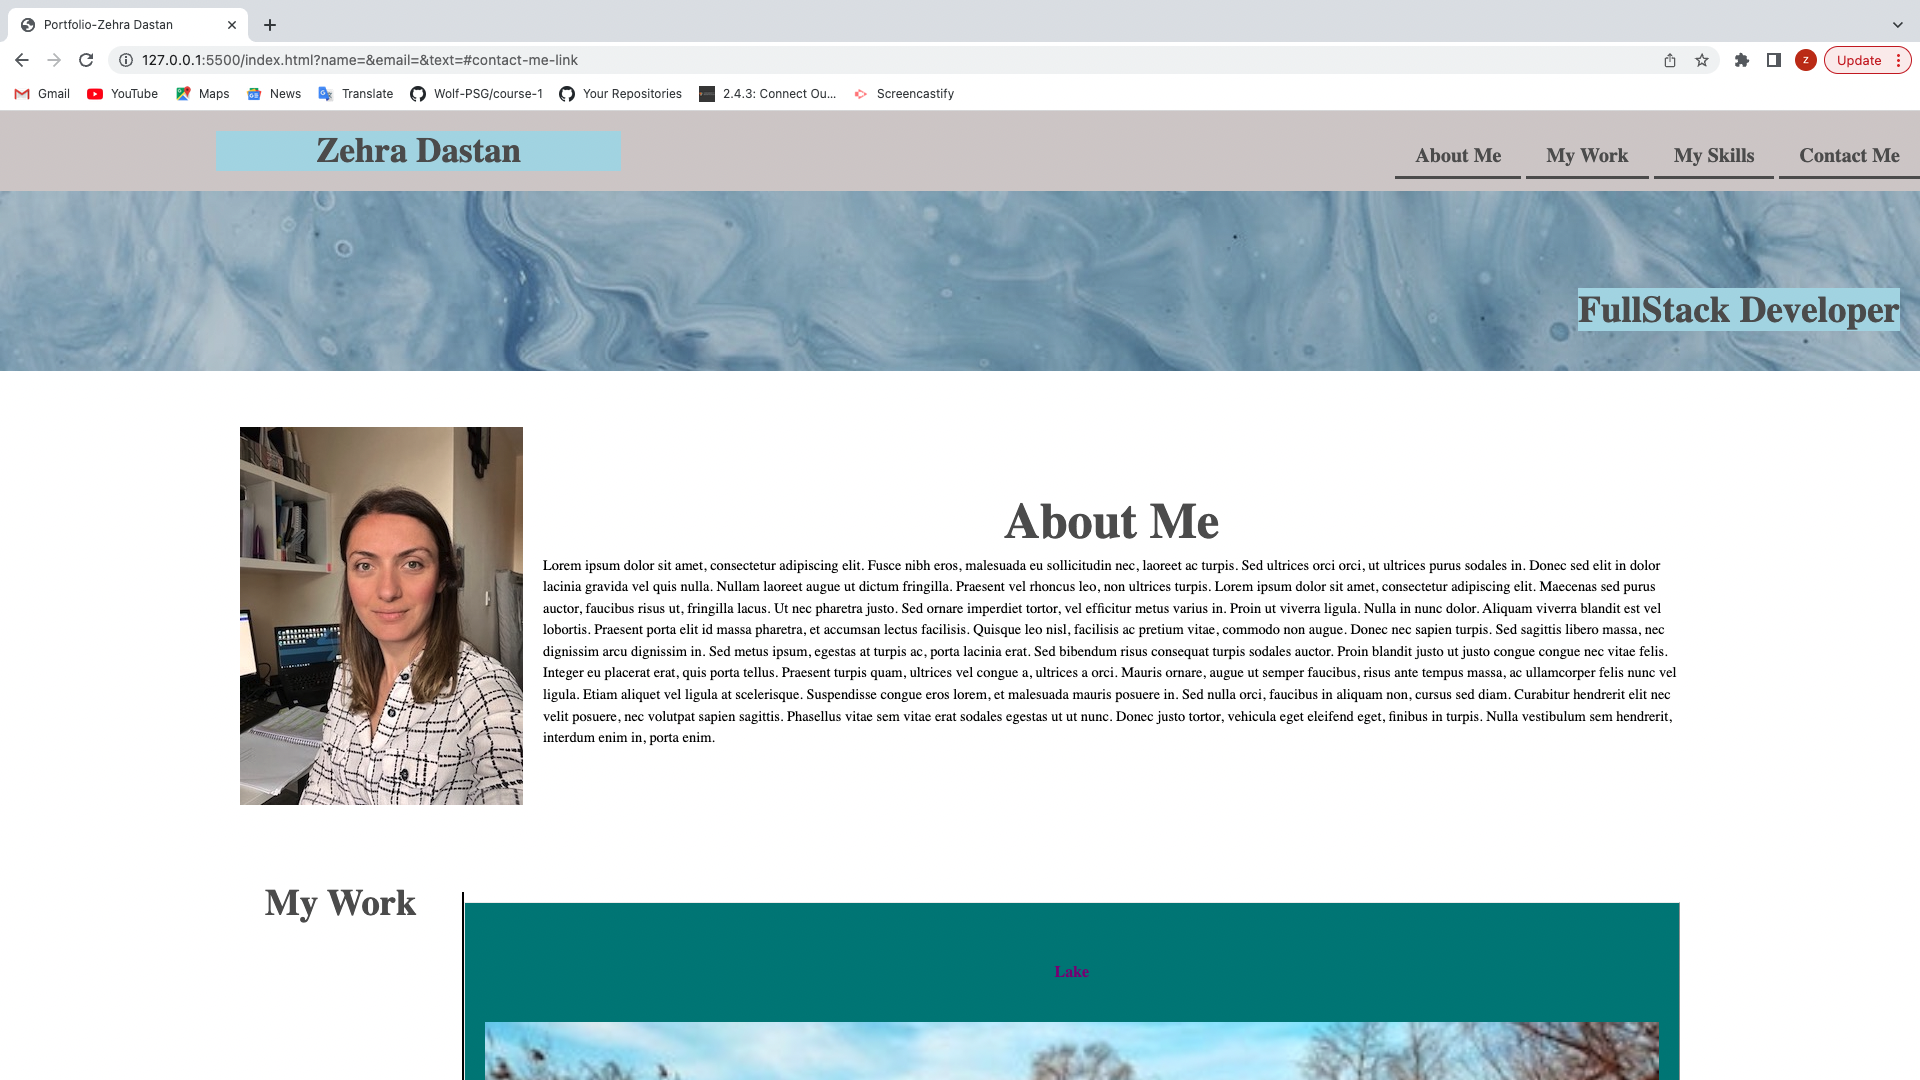 Portfolio-Zehra Dastan
127.0.0.1:5500/index.html?name=&email=&text=#contact-me-link
z
Update
Gmail
YouTube
Maps
News
Translate
Wolf-PSG/course-1
Your Repositories
2.4.3: Connect Ou...
Screencastify
Zehra Dastan
About Me
My Work
My Skills
Contact Me
FullStack Developer
About Me
Lorem ipsum dolor sit amet, consectetur adipiscing elit. Fusce nibh eros, malesuada eu sollicitudin nec, laoreet ac turpis. Sed ultrices orci orci, ut ultrices purus sodales in. Donec sed elit in dolor
lacinia gravida vel quis nulla. Nullam laoreet augue ut dictum fringilla. Praesent vel rhoncus leo, non ultrices turpis. Lorem ipsum dolor sit amet, consectetur adipiscing elit. Maecenas sed purus
auctor, faucibus risus ut, fringilla lacus. Ut nec pharetra justo. Sed ornare imperdiet tortor, vel efficitur metus varius in. Proin ut viverra ligula. Nulla in nunc dolor. Aliquam viverra blandit est vel
lobortis. Praesent porta elit id massa pharetra, et accumsan lectus facilisis. Quisque leo nisl, facilisis ac pretium vitae, commodo non augue. Donec nec sapien turpis. Sed sagittis libero massa, nec
dignissim arcu dignissim in. Sed metus ipsum, egestas at turpis ac, porta lacinia erat. Sed bibendum risus consequat turpis sodales auctor. Proin blandit justo ut justo congue congue nec vitae felis.
Integer eu placerat erat, quis porta tellus. Praesent turpis quam, ultrices vel congue a, ultrices a orci. Mauris ornare, augue ut semper faucibus, risus ante tempus massa, ac ullamcorper felis nunc vel
ligula. Etiam aliquet vel ligula at scelerisque. Suspendisse congue eros lorem, et malesuada mauris posuere in. Sed nulla orci, faucibus in aliquam non, cursus sed diam. Curabitur hendrerit elit nec
velit posuere, nec volutpat sapien sagittis. Phasellus vitae sem vitae erat sodales egestas ut ut nunc. Donec justo tortor, vehicula eget eleifend eget, finibus in turpis. Nulla vestibulum sem hendrerit,
interdum enim in, porta enim.
My Work
Lake